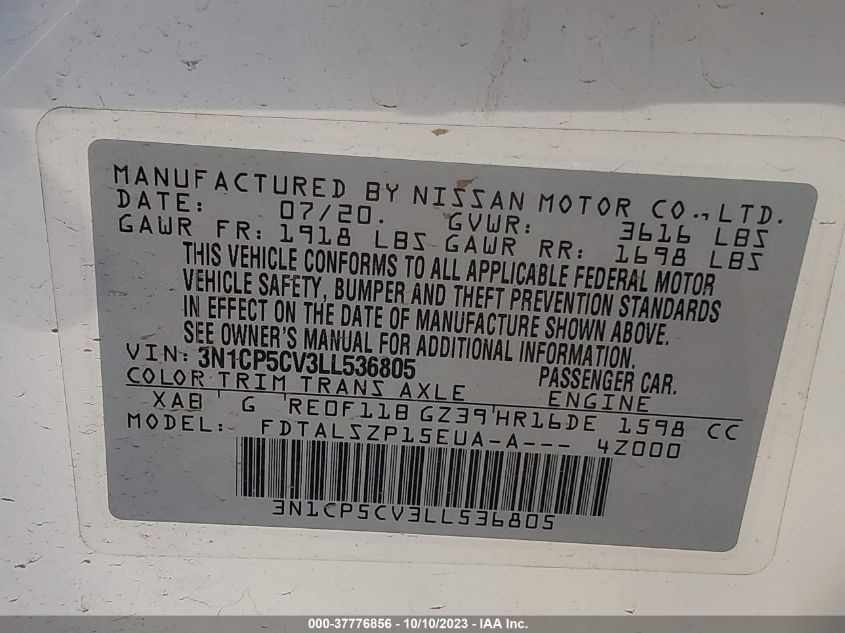 MANUFACTURED BY NISSAN MOTOR CO., LTD.
DATE: 07/20. GVWR: 3616 LBS
GAWR FR: 1918 LBS GAWR RR: 1698 LBS
THIS VEHICLE CONFORMS TO ALL APPLICABLE FEDERAL MOTOR
VEHICLE SAFETY, BUMPER AND THEFT PREVENTION STANDARDS
IN EFFECT ON THE DATE OF MANUFACTURE SHOWN ABOVE.
SEE OWNER'S MANUAL FOR ADDITIONAL INFORMATION.
VIN: 3N1CP5CV3LL536805 PASSENGER CAR.
COLOR TRIM TRANS AXLE ENGINE
XAB G RE0F11B GZ39 HR16DE 1598 CC
MODEL: FDTALSZP15EUA-A--- 4Z000
3N1CP5CV3LL536805
000-37776856 - 10/10/2023 - IAA Inc.